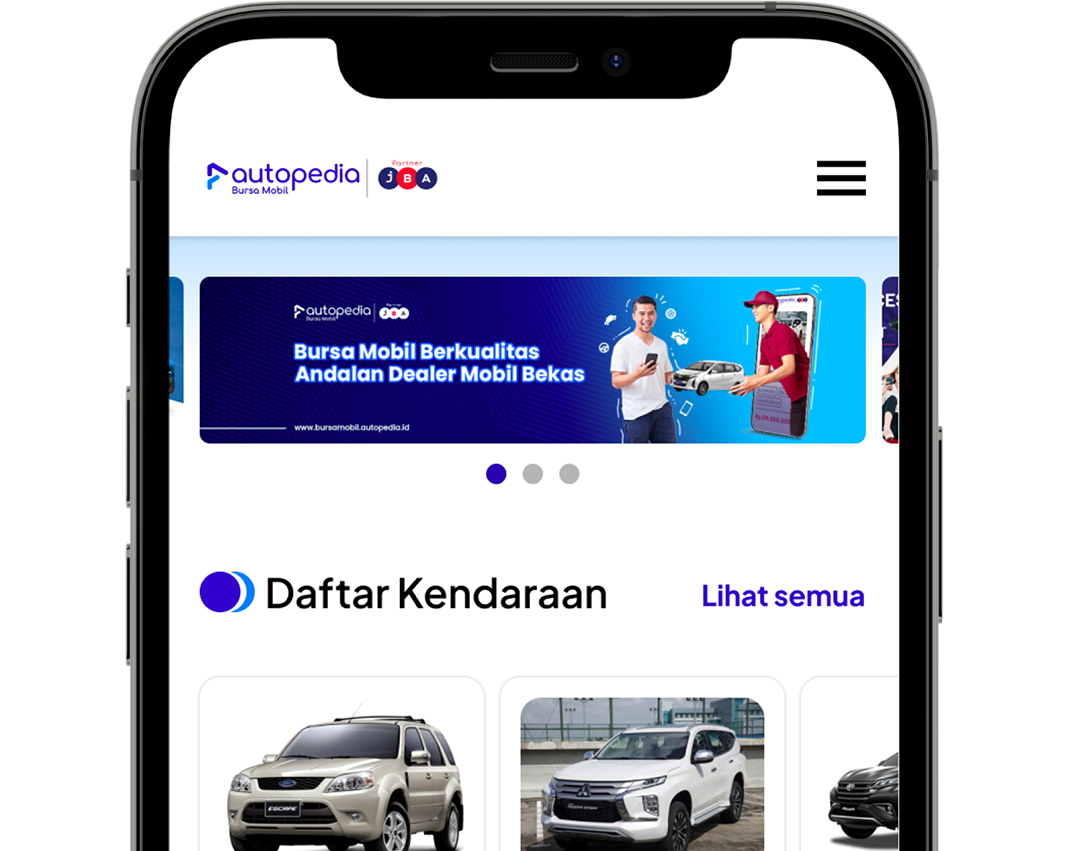 autopedia
Bursa Mobil
Partner
JBA
autopedia
Bursa Mobil
Partner
JBA
Bursa Mobil Berkualitas
Andalan Dealer Mobil Bekas
www.bursamobil.autopedia.id
Daftar Kendaraan
Lihat semua
ESCAPE